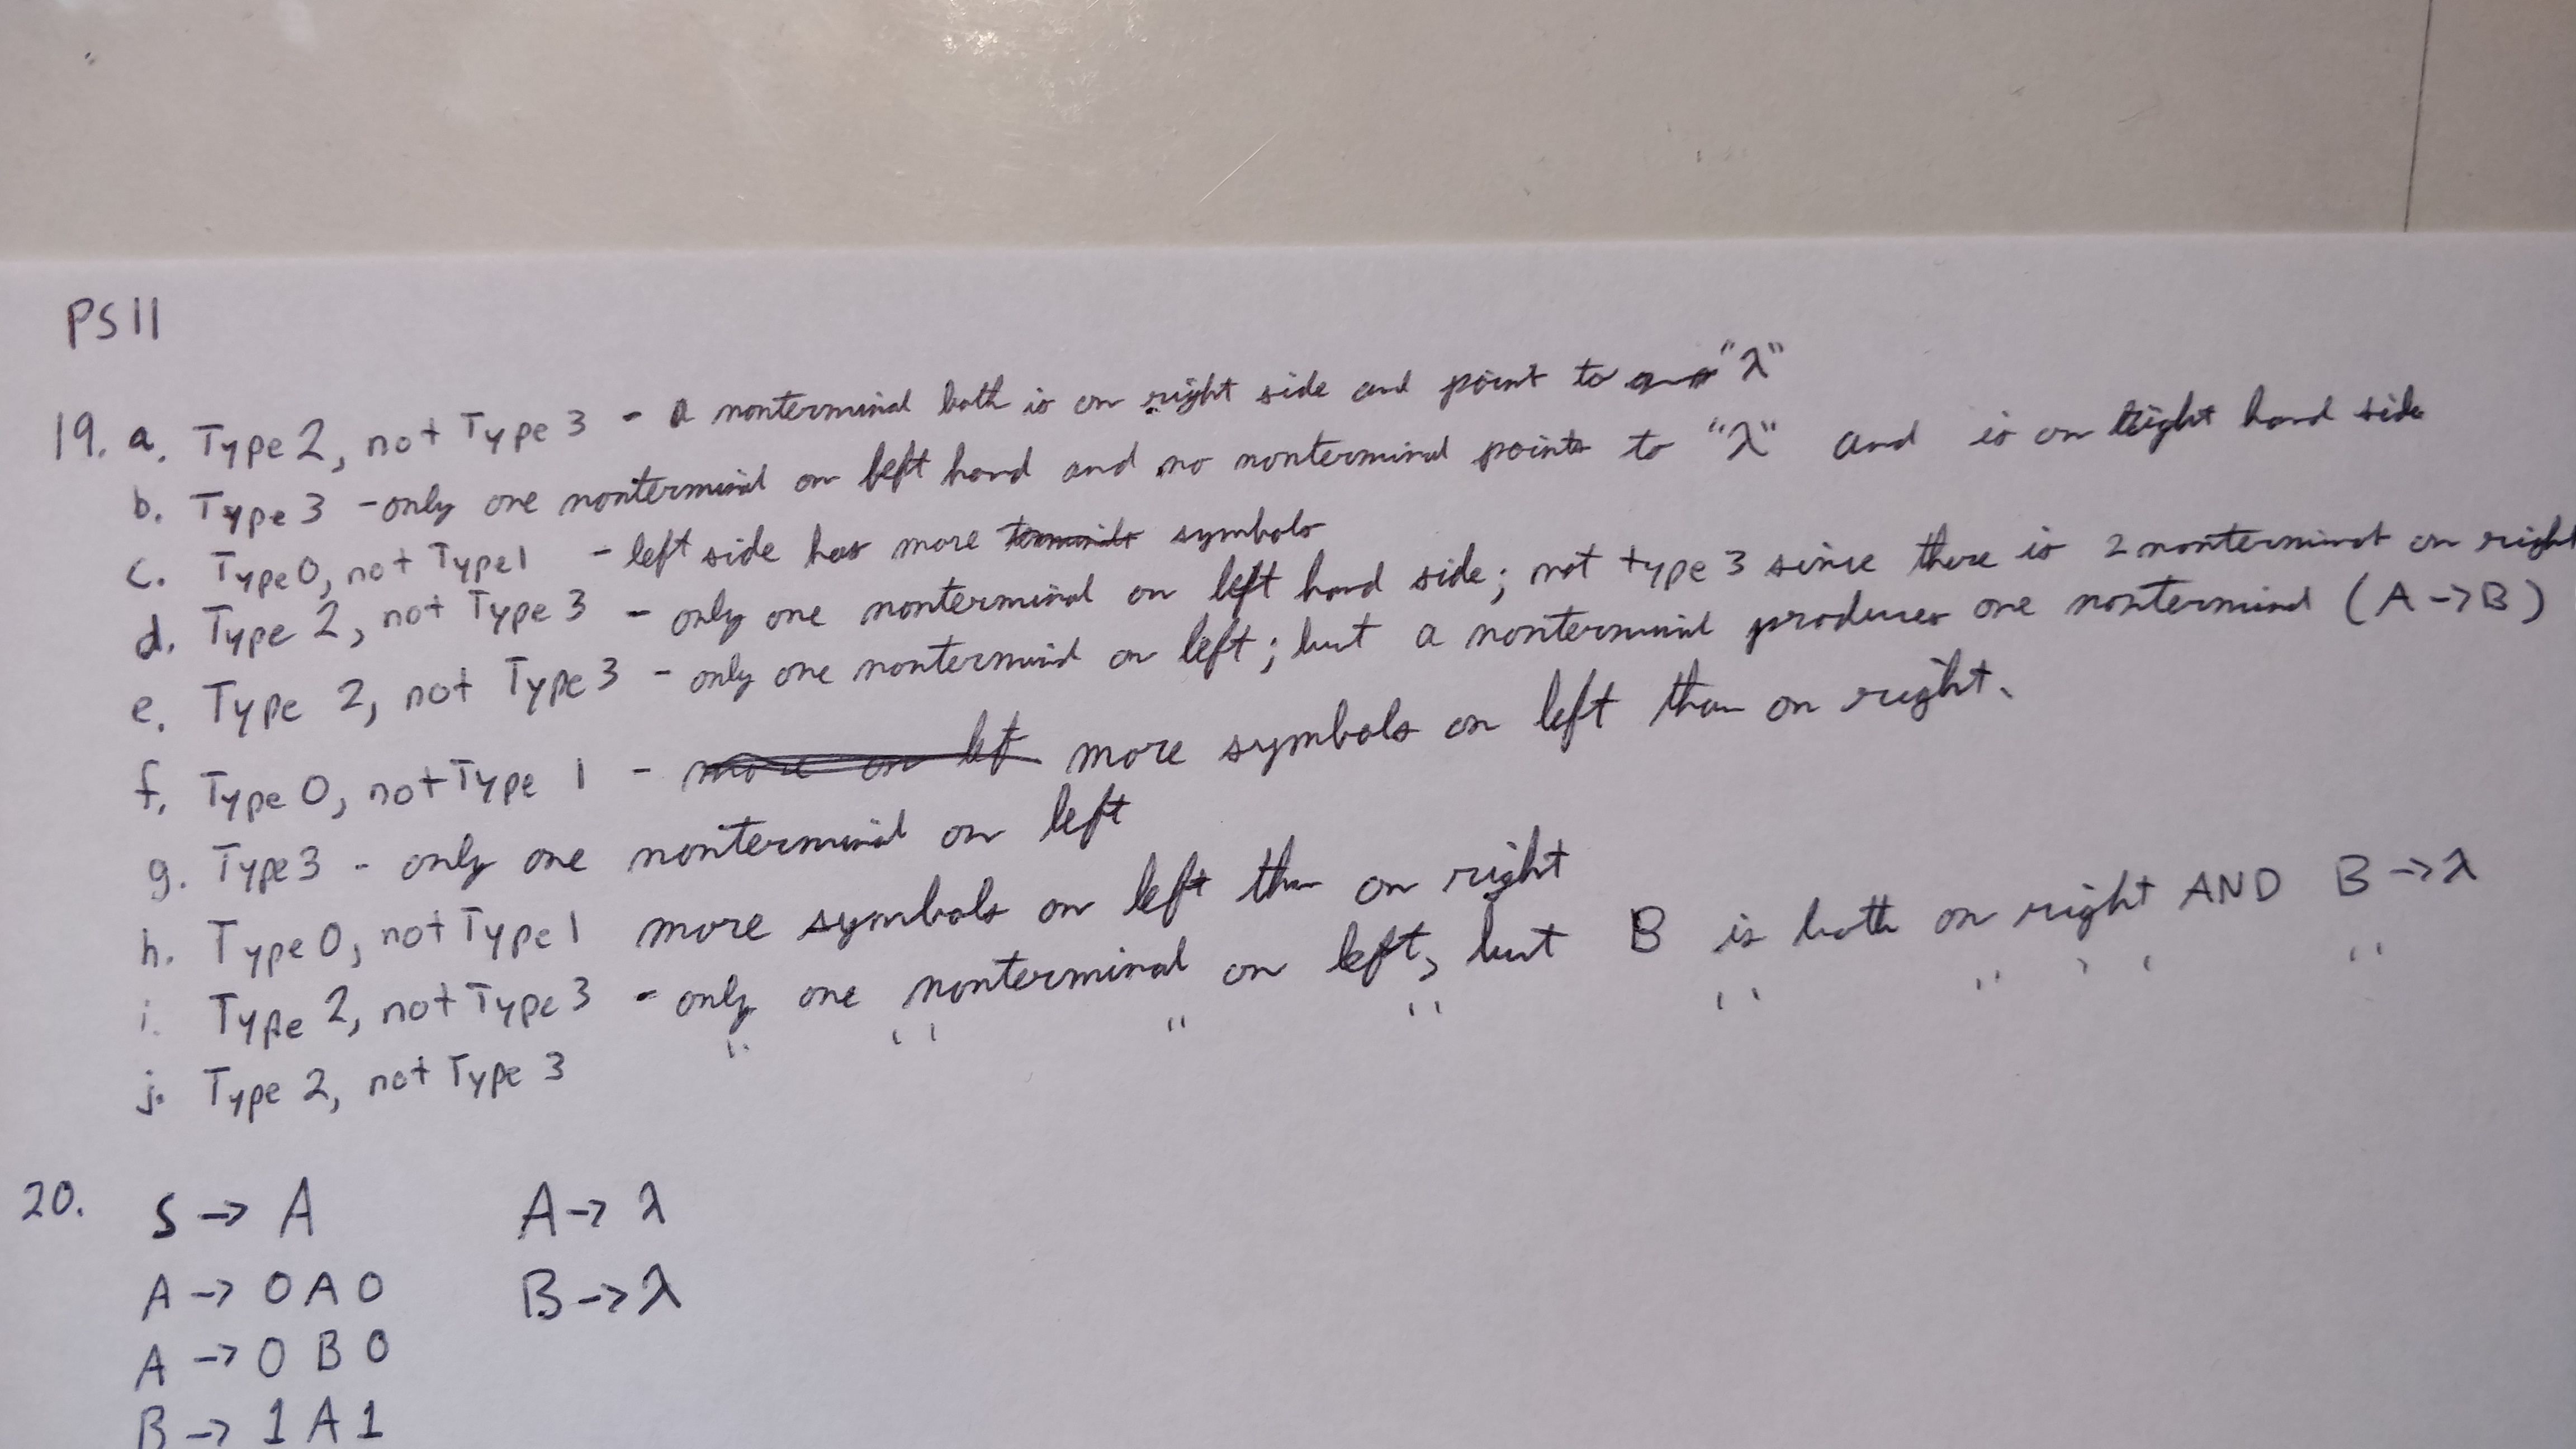 PS11
19. a. Type 2, not Type 3 - a nonterminal both is on right side and point to "λ"
b. Type 3 - only one nonterminal on left hand and no nonterminal points to "λ" and is on right hand side
c. Type 0, not Type 1 - left side has more symbols
d. Type 2, not Type 3 - only one nonterminal on left hand side; not type 3 since there is 2 nonterminal on right
e. Type 2, not Type 3 - only one nonterminal on left; but a nonterminal produces one nonterminal (A -> B)
f. Type 0, not Type 1 - more symbols on left than on right.
g. Type 3 - only one nonterminal on left
h. Type 0, not Type 1 more symbols on left than on right
i. Type 2, not Type 3 - only one nonterminal on left, but B is both on right AND B -> λ
j. Type 2, not Type 3 " " " " " " "
20. S -> A A -> λ
A -> 0 A 0 B -> λ
A -> 0 B 0
B -> 1 A 1